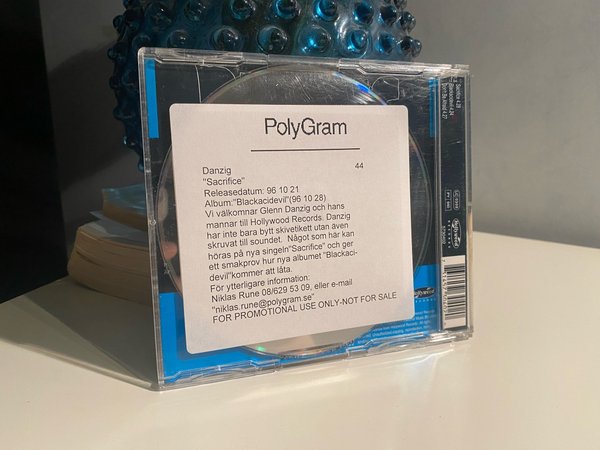 PolyGram
Danzig 44
"Sacrifice"
Releasedatum: 96 10 21
Album:"Blackacidevil"(96 10 28)
Vi välkomnar Glenn Danzig och hans
mannar till Hollywood Records. Danzig
har inte bara bytt skivetikett utan även
skruvat till soundet. Något som här kan
höras på nya singeln"Sacrifice" och ger
ett smakprov hur nya albumet "Blackaci-
devil"kommer att låta.
För ytterligare information:
Niklas Rune 08/629 53 09, eller e-mail
"niklas.rune@polygram.se"
FOR PROMOTIONAL USE ONLY-NOT FOR SALE
Sacrifice 4:28